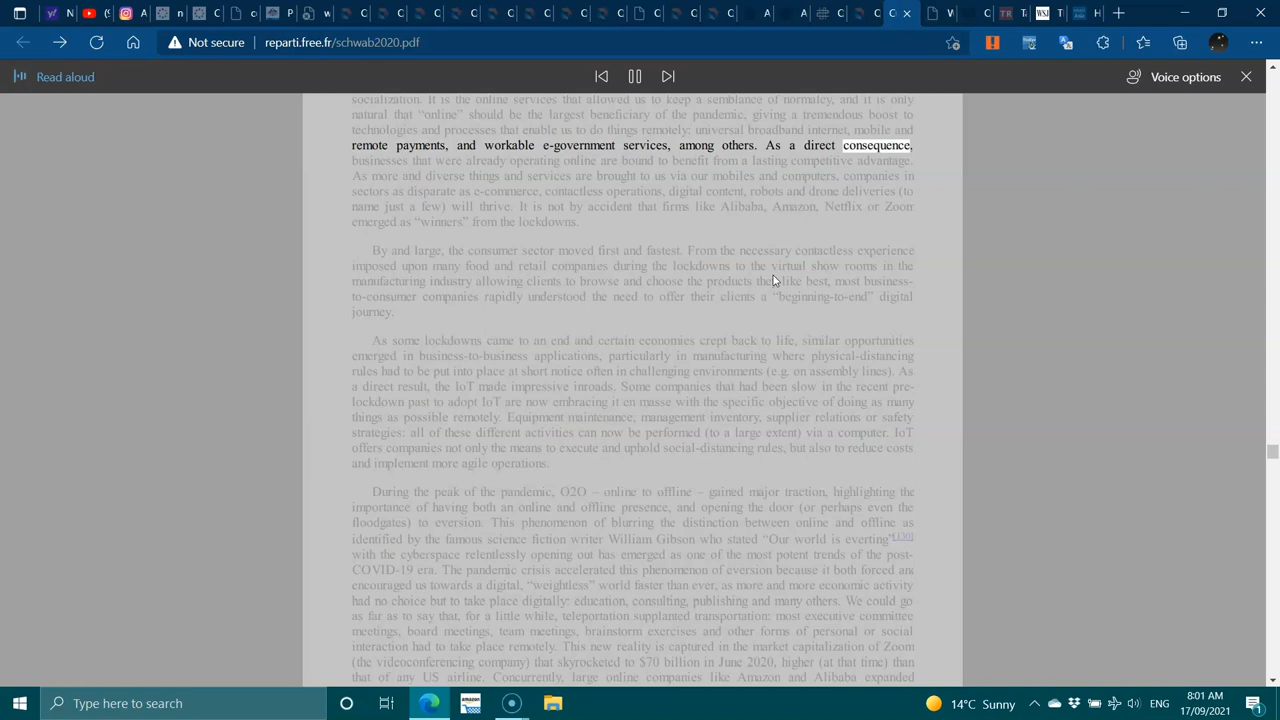 Not secure | reparti.free.fr/schwab2020.pdf
Read aloud
Voice options
socialization. It is the online services that allowed us to keep a semblance of normalcy, and it is only
natural that “online” should be the largest beneficiary of the pandemic, giving a tremendous boost to
technologies and processes that enable us to do things remotely: universal broadband internet, mobile and
remote payments, and workable e-government services, among others. As a direct consequence,
businesses that were already operating online are bound to benefit from a lasting competitive advantage.
As more and diverse things and services are brought to us via our mobiles and computers, companies in
sectors as disparate as e-commerce, contactless operations, digital content, robots and drone deliveries (to
name just a few) will thrive. It is not by accident that firms like Alibaba, Amazon, Netflix or Zoom
emerged as “winners” from the lockdowns.
By and large, the consumer sector moved first and fastest. From the necessary contactless experience
imposed upon many food and retail companies during the lockdowns to the virtual show rooms in the
manufacturing industry allowing clients to browse and choose the products they like best, most business-
to-consumer companies rapidly understood the need to offer their clients a “beginning-to-end” digital
journey.
As some lockdowns came to an end and certain economies crept back to life, similar opportunities
emerged in business-to-business applications, particularly in manufacturing where physical-distancing
rules had to be put into place at short notice often in challenging environments (e.g. on assembly lines). As
a direct result, the IoT made impressive inroads. Some companies that had been slow in the recent pre-
lockdown past to adopt IoT are now embracing it en masse with the specific objective of doing as many
things as possible remotely. Equipment maintenance, management inventory, supplier relations or safety
strategies: all of these different activities can now be performed (to a large extent) via a computer. IoT
offers companies not only the means to execute and uphold social-distancing rules, but also to reduce costs
and implement more agile operations.
During the peak of the pandemic, O2O – online to offline – gained major traction, highlighting the
importance of having both an online and offline presence, and opening the door (or perhaps even the
floodgates) to eversion. This phenomenon of blurring the distinction between online and offline as
identified by the famous science fiction writer William Gibson who stated “Our world is everting”[130]
with the cyberspace relentlessly opening out has emerged as one of the most potent trends of the post-
COVID-19 era. The pandemic crisis accelerated this phenomenon of eversion because it both forced and
encouraged us towards a digital, “weightless” world faster than ever, as more and more economic activity
had no choice but to take place digitally: education, consulting, publishing and many others. We could go
as far as to say that, for a little while, teleportation supplanted transportation: most executive committee
meetings, board meetings, team meetings, brainstorm exercises and other forms of personal or social
interaction had to take place remotely. This new reality is captured in the market capitalization of Zoom
(the videoconferencing company) that skyrocketed to $70 billion in June 2020, higher (at that time) than
that of any US airline. Concurrently, large online companies like Amazon and Alibaba expanded
Type here to search
amazon
14°C Sunny
ENG
8:01 AM
17/09/2021